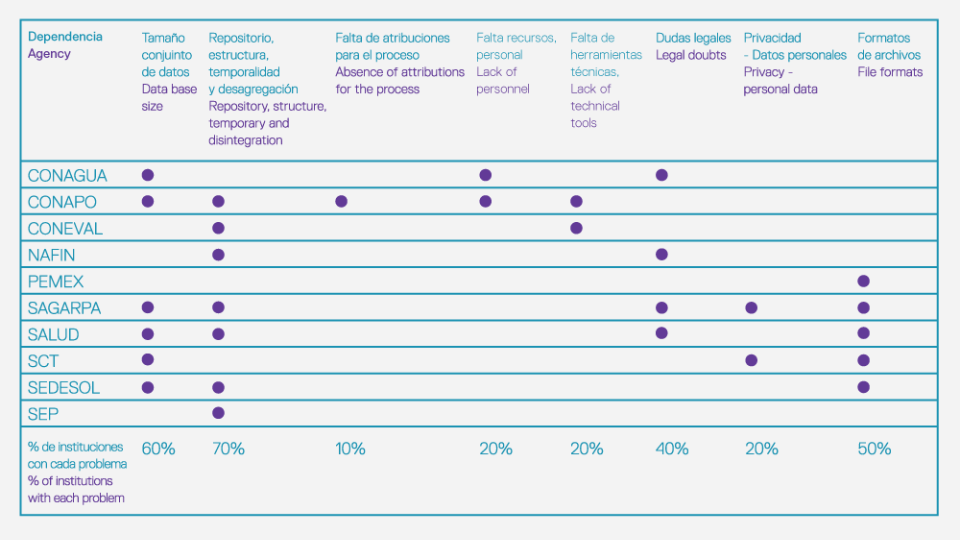 Dependencia
Agency
Tamaño
conjuinto
de datos
Data base
size
Repositorio,
estructura,
temporalidad
y desagregación
Repository, structure,
temporary and
disintegration
Falta de atribuciones
para el proceso
Absence of attributions
for the process
Falta recursos,
personal
Lack of
personnel
Falta de
herramientas
técnicas,
Lack of
technical
tools
Dudas legales
Legal doubts
Privacidad
- Datos personales
Privacy -
personal data
Formatos
de archivos
File formats
CONAGUA
CONAPO
CONEVAL
NAFIN
PEMEX
SAGARPA
SALUD
SCT
SEDESOL
SEP
% de instituciones
con cada problema
% of institutions
with each problem
60%
70%
10%
20%
20%
40%
20%
50%